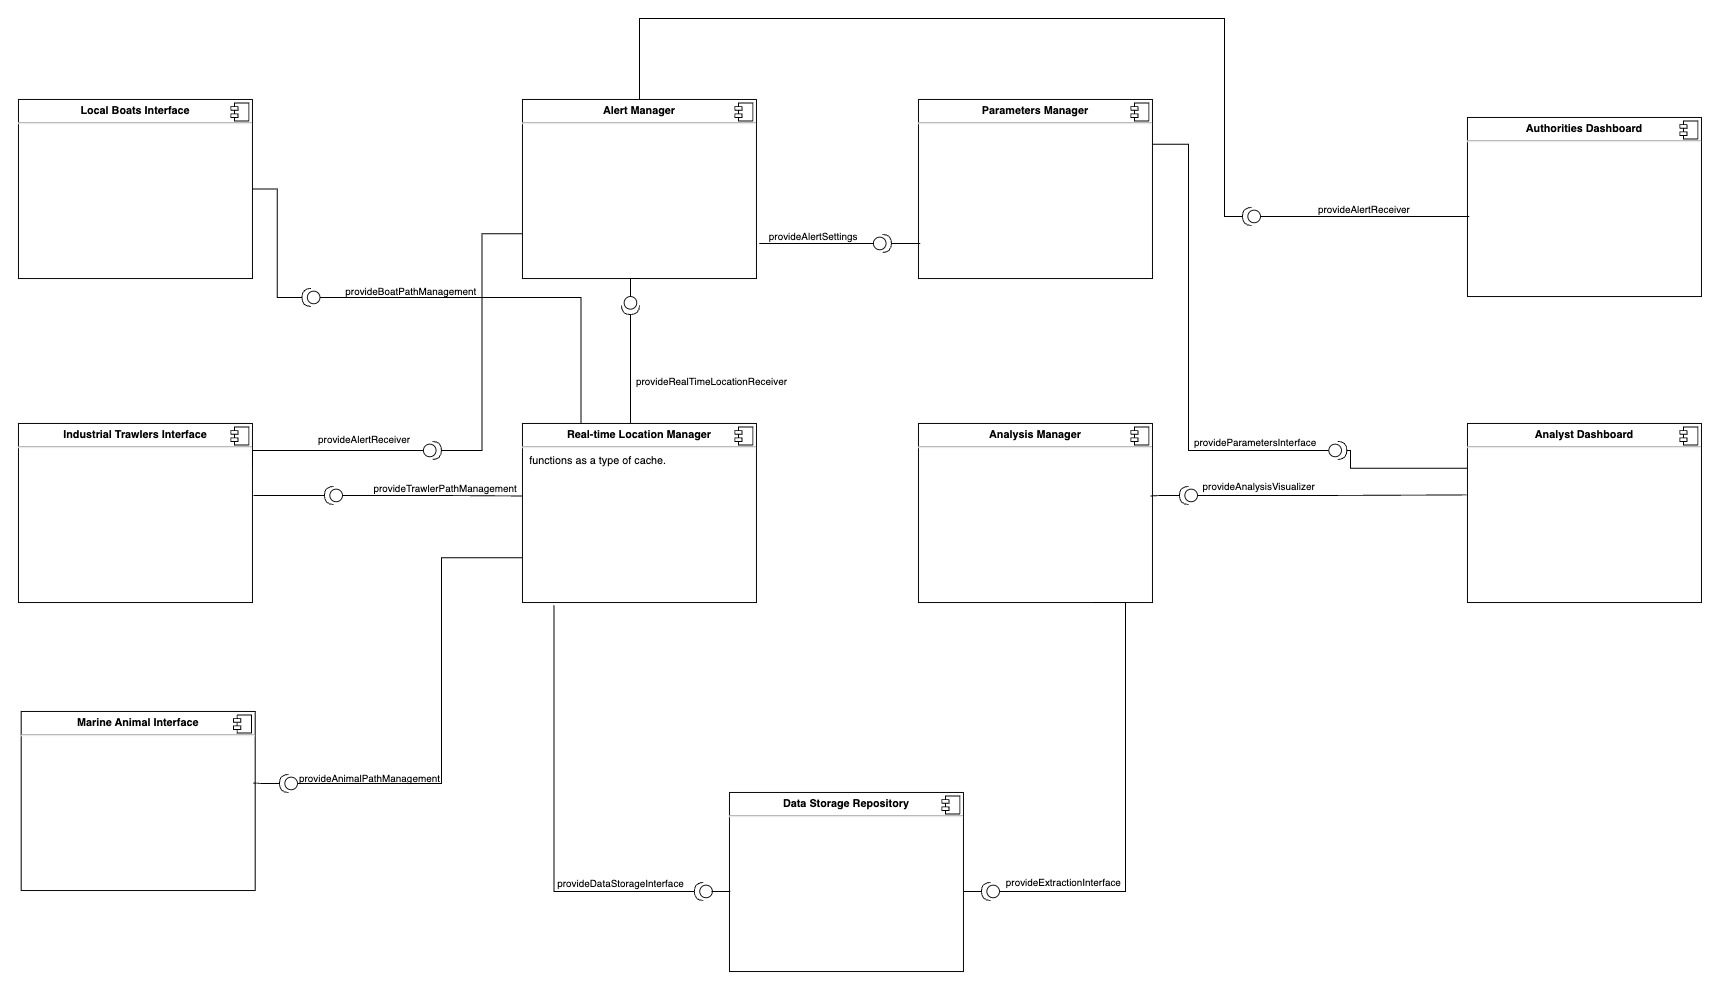 Local Boats Interface
Alert Manager
Parameters Manager
Authorities Dashboard
provideAlertReceiver
provideAlertSettings
provideBoatPathManagement
provideRealTimeLocationReceiver
Industrial Trawlers Interface
provideAlertReceiver
Real-time Location Manager
functions as a type of cache.
Analysis Manager
provideParametersInterface
Analyst Dashboard
provideTrawlerPathManagement
provideAnalysisVisualizer
Marine Animal Interface
provideAnimalPathManagement
Data Storage Repository
provideDataStorageInterface
provideExtractionInterface